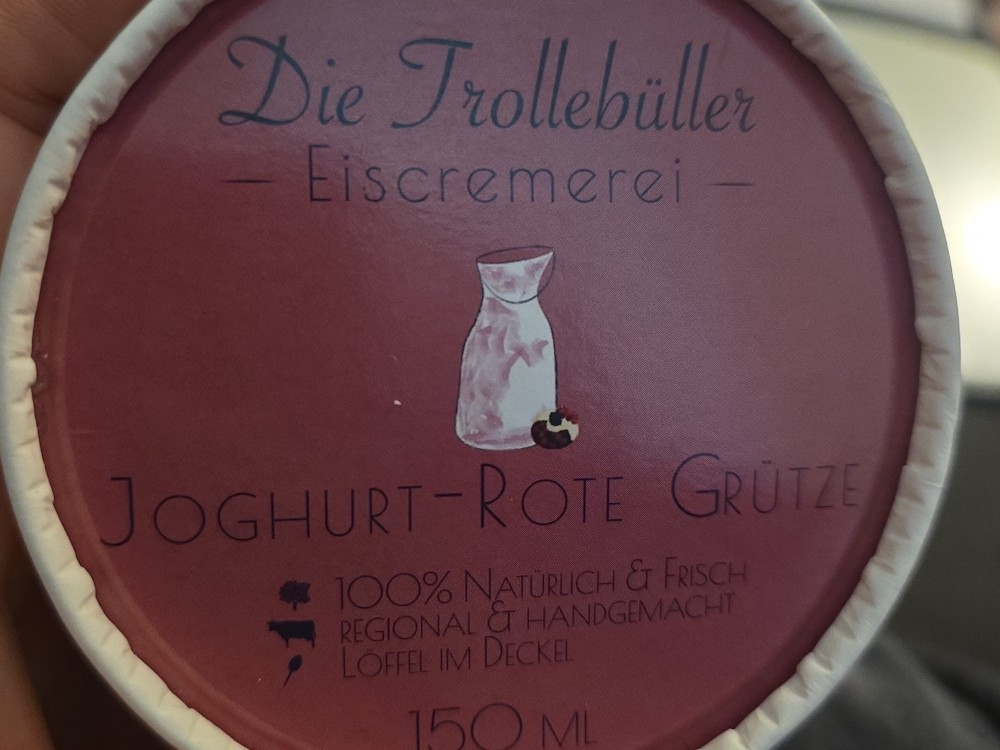 Die Trollebüller
— Eiscremerei —
JOGHURT-ROTE GRÜTZE
100% NATÜRLICH & FRISCH
REGIONAL & HANDGEMACHT
LÖFFEL IM DECKEL
150 ML